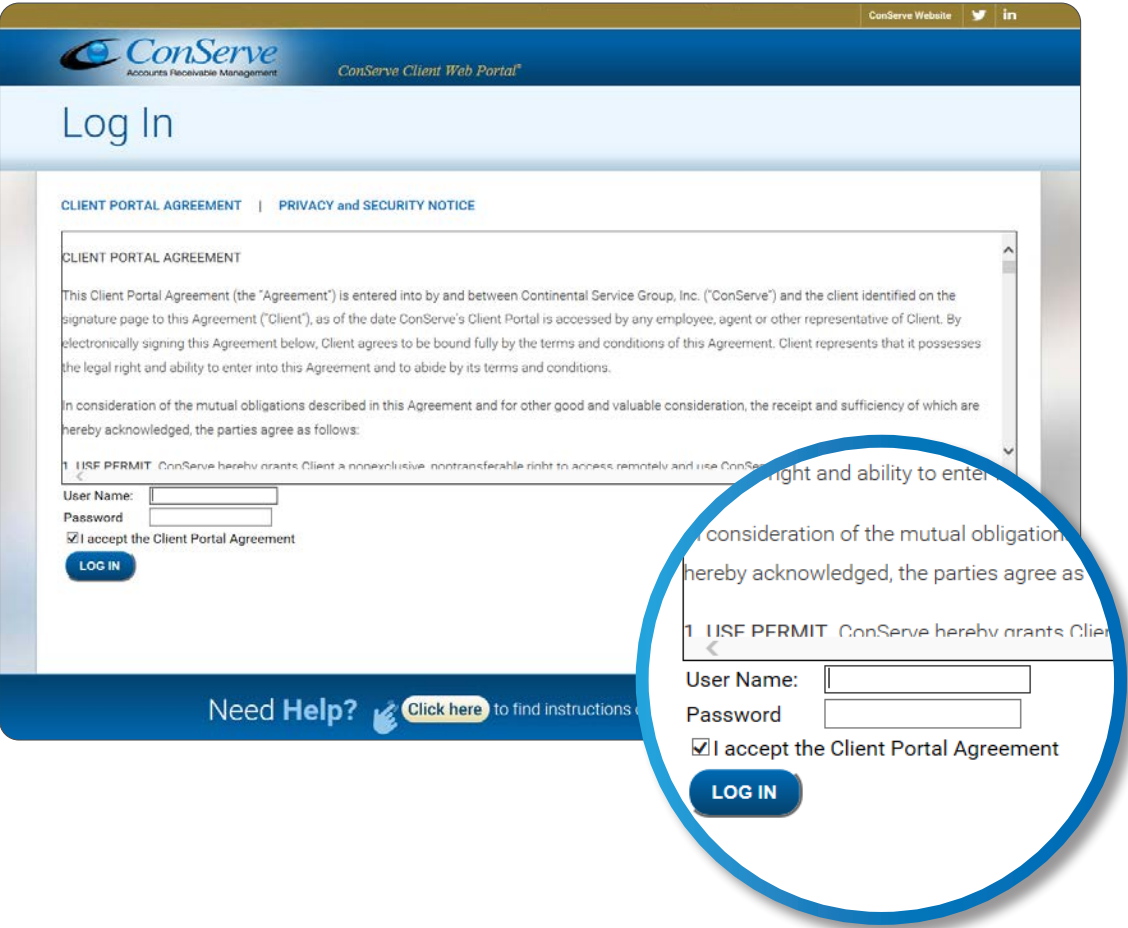 ConServe Website
ConServe
Accounts Receivable Management
ConServe Client Web Portal®
Log In
CLIENT PORTAL AGREEMENT | PRIVACY and SECURITY NOTICE
CLIENT PORTAL AGREEMENT
This Client Portal Agreement (the "Agreement") is entered into by and between Continental Service Group, Inc. ("ConServe") and the client identified on the
signature page to this Agreement ("Client"), as of the date ConServe's Client Portal is accessed by any employee, agent or other representative of Client. By
electronically signing this Agreement below, Client agrees to be bound fully by the terms and conditions of this Agreement. Client represents that it possesses
the legal right and ability to enter into this Agreement and to abide by its terms and conditions.
In consideration of the mutual obligations described in this Agreement and for other good and valuable consideration, the receipt and sufficiency of which are
hereby acknowledged, the parties agree as follows:
1. USE PERMIT. ConServe hereby grants Client a nonexclusive, nontransferable right to access remotely and use
User Name:
Password
I accept the Client Portal Agreement
LOG IN
Need Help? Click here to find instructions
right and ability to enter
consideration of the mutual obligation
hereby acknowledged, the parties agree as
1. USE PERMIT. ConServe hereby grants
User Name:
Password
I accept the Client Portal Agreement
LOG IN